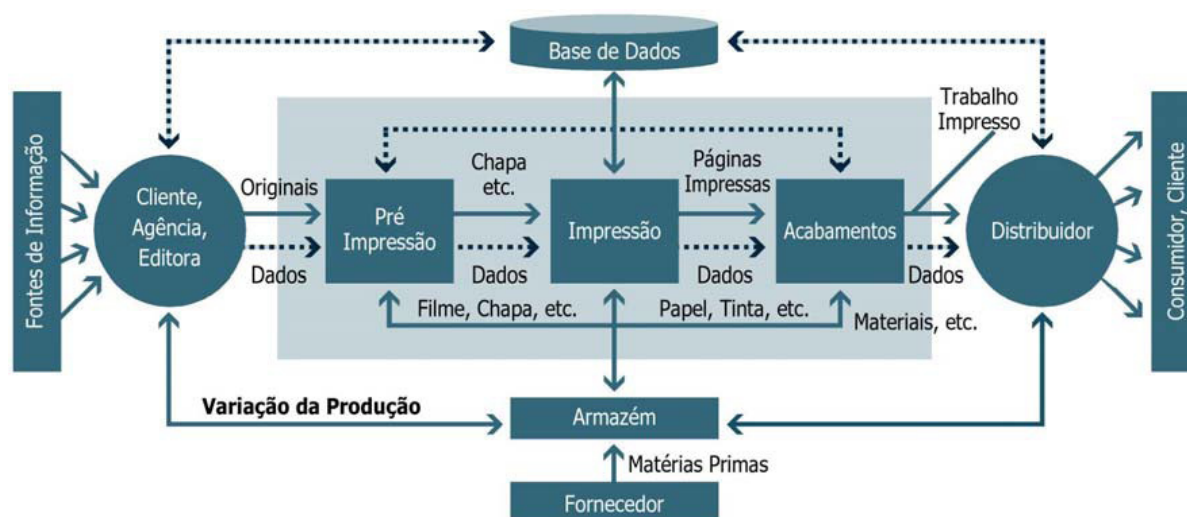 Base de Dados
Trabalho
Impresso
Fontes de Informação
Cliente,
Agência,
Editora
Originais
Dados
Pré
Impressão
Chapa
etc.
Dados
Impressão
Páginas
Impressas
Dados
Acabamentos
Dados
Distribuidor
Consumidor, Cliente
Filme, Chapa, etc.
Papel, Tinta, etc.
Materiais, etc.
Variação da Produção
Armazém
Matérias Primas
Fornecedor